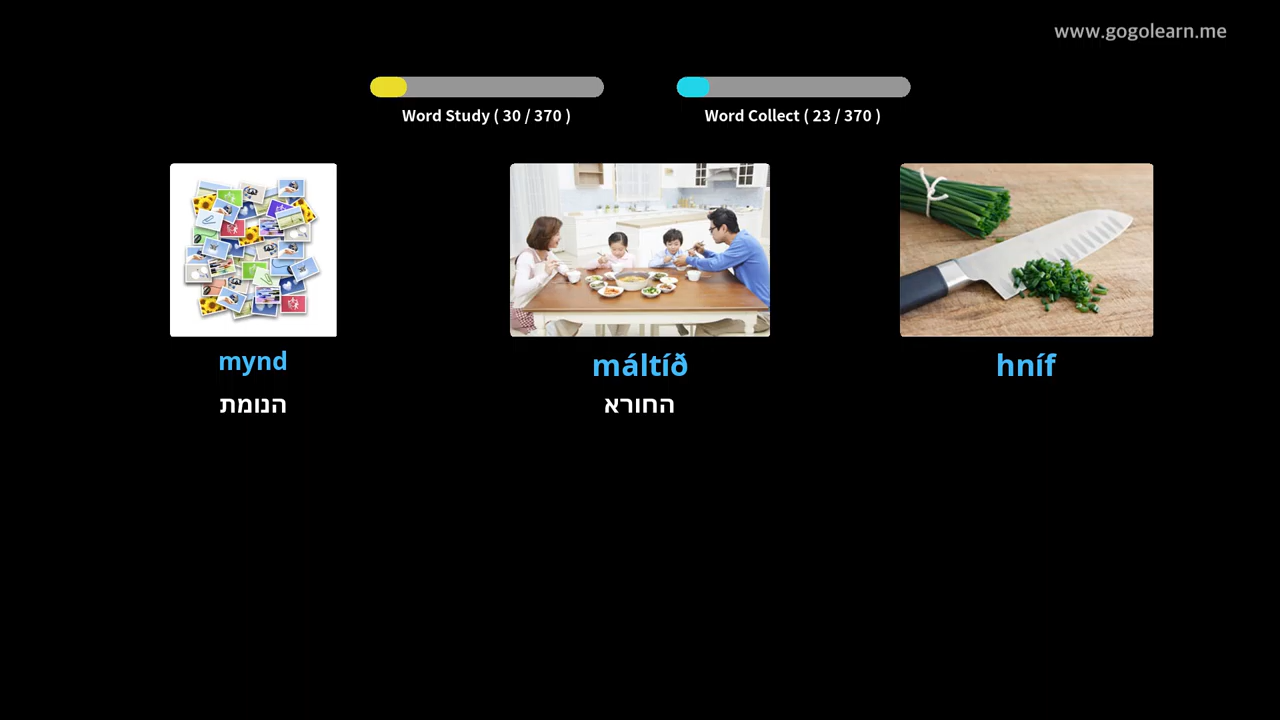 www.gogolearn.me
Word Study ( 30 / 370 )
Word Collect ( 23 / 370 )
mynd
הנומת
máltíð
החורא
hníf